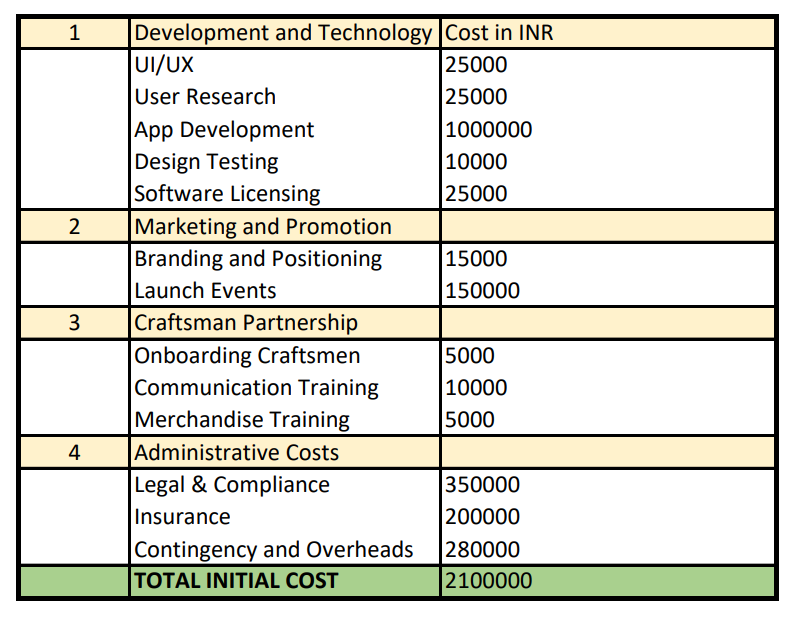 1 Development and Technology Cost in INR
UI/UX 25000
User Research 25000
App Development 1000000
Design Testing 10000
Software Licensing 25000
2 Marketing and Promotion
Branding and Positioning 15000
Launch Events 150000
3 Craftsman Partnership
Onboarding Craftsmen 5000
Communication Training 10000
Merchandise Training 5000
4 Administrative Costs
Legal & Compliance 350000
Insurance 200000
Contingency and Overheads 280000
TOTAL INITIAL COST 2100000